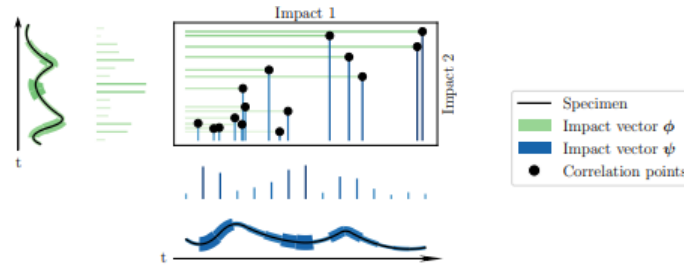 Impact 1
Impact 2
t
t
Specimen
Impact vector ϕ
Impact vector ψ
Correlation points